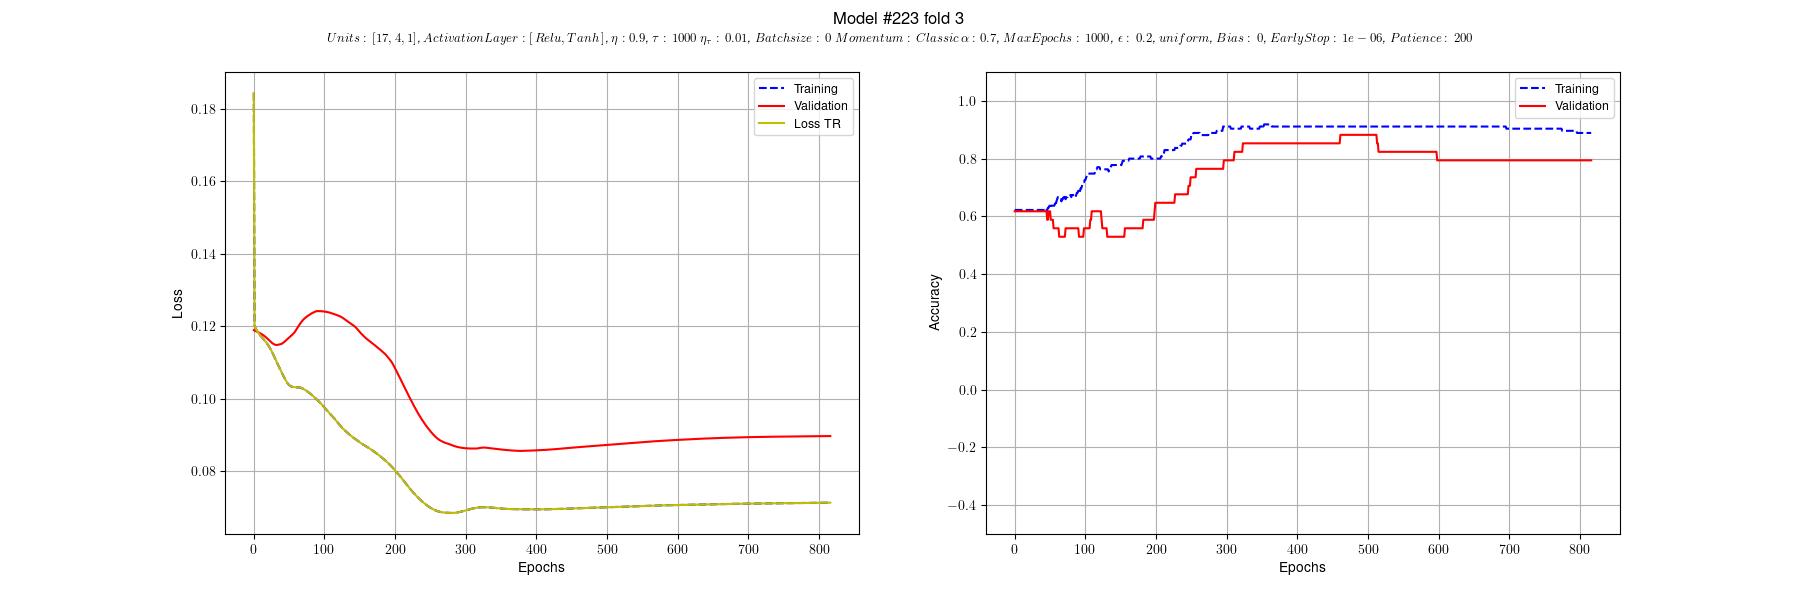 Model #223 fold 3
Units : [17, 4, 1], ActivationLayer : [ Relu, Tanh], η : 0.9, τ : 1000 ητ : 0.01, Batchsize : 0 Momentum : Classic α : 0.7, MaxEpochs : 1000, ϵ : 0.2, uniform, Bias : 0, EarlyStop : 1e − 06, Patience : 200
Training
Validation
Loss TR
0.18
0.16
0.14
0.12
0.10
0.08
Loss
0 100 200 300 400 500 600 700 800
Epochs
Training
Validation
1.0
0.8
0.6
0.4
0.2
0.0
−0.2
−0.4
Accuracy
0 100 200 300 400 500 600 700 800
Epochs